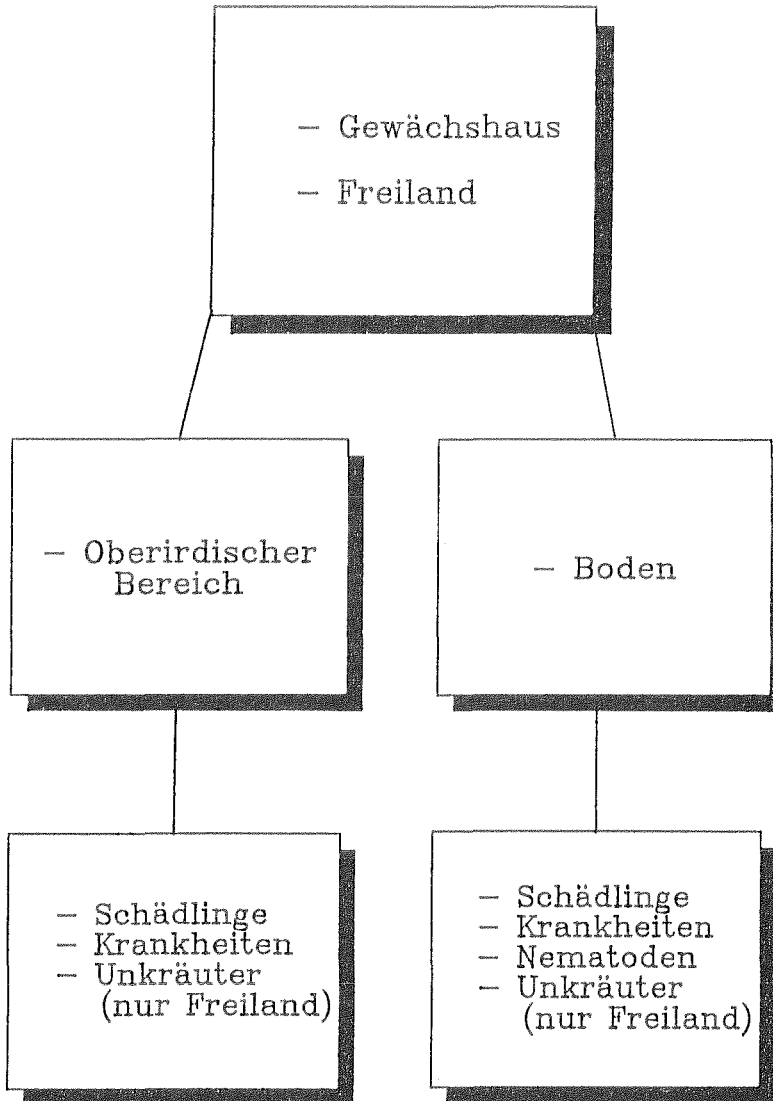 – Gewächshaus
– Freiland
– Oberirdischer
Bereich
– Boden
– Schädlinge
– Krankheiten
– Unkräuter
(nur Freiland)
– Schädlinge
– Krankheiten
– Nematoden
– Unkräuter
(nur Freiland)